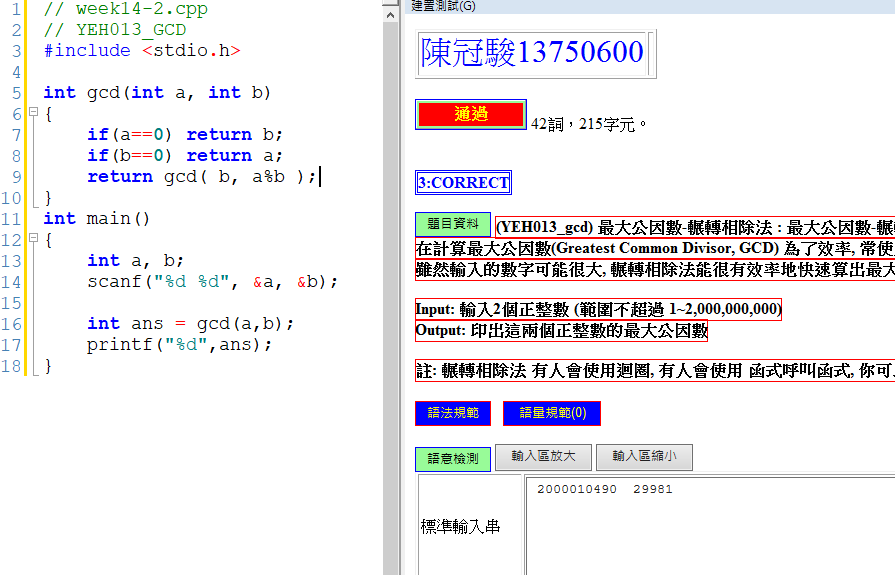 1 // week14-2.cpp
2 // YEH013_GCD
3 #include <stdio.h>
4
5 int gcd(int a, int b)
6 {
7 if(a==0) return b;
8 if(b==0) return a;
9 return gcd( b, a%b );
10 }
11 int main()
12 {
13 int a, b;
14 scanf("%d %d", &a, &b);
15
16 int ans = gcd(a,b);
17 printf("%d",ans);
18 }
建置測試(G)
陳冠駿13750600
通過 42詞，215字元。
3:CORRECT
題目資料 (YEH013_gcd) 最大公因數-輾轉相除法 : 最大公因數-輾
在計算最大公因數(Greatest Common Divisor, GCD) 為了效率, 常使
雖然輸入的數字可能很大, 輾轉相除法能很有效率地快速算出最大
Input: 輸入2個正整數 (範圍不超過 1~2,000,000,000)
Output: 印出這兩個正整數的最大公因數
註: 輾轉相除法 有人會使用迴圈, 有人會使用 函式呼叫函式, 你可
語法規範 語量規範(0)
語意檢測 輸入區放大 輸入區縮小
標準輸入串 2000010490 29981